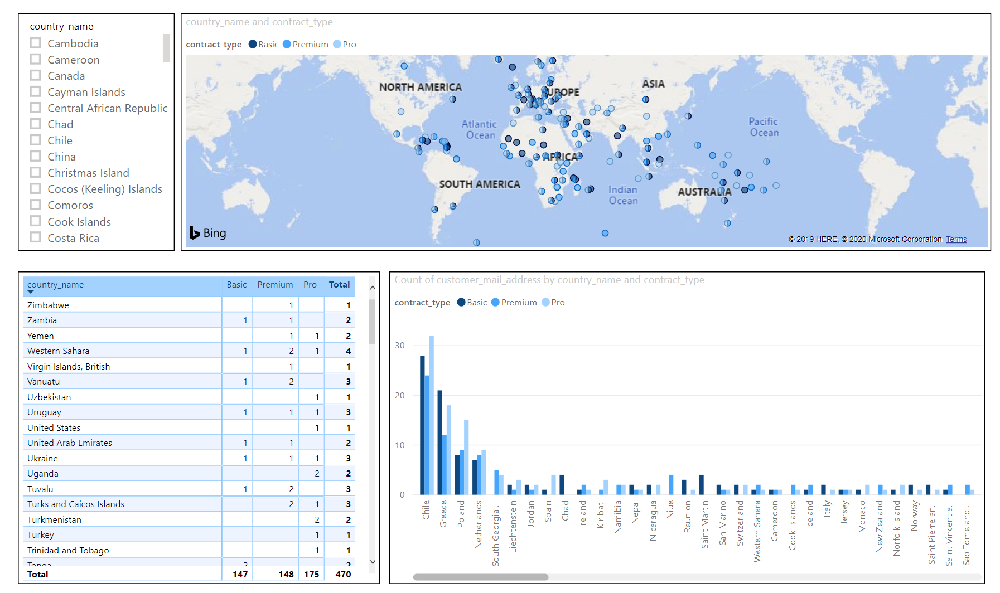 country_name
Cambodia
Cameroon
Canada
Cayman Islands
Central African Republic
Chad
Chile
China
Christmas Island
Cocos (Keeling) Islands
Comoros
Cook Islands
Costa Rica
country_name and contract_type
contract_type Basic Premium Pro
NORTH AMERICA
EUROPE
ASIA
Atlantic
Ocean
Pacific
Ocean
AFRICA
SOUTH AMERICA
Indian
Ocean
AUSTRALIA
Bing
© 2019 HERE, © 2020 Microsoft Corporation Terms
country_name Basic Premium Pro Total
Zimbabwe 1 1
Zambia 1 1 2
Yemen 1 1 2
Western Sahara 1 2 1 4
Virgin Islands, British 1 1
Vanuatu 1 2 3
Uzbekistan 1 1
Uruguay 1 1 1 3
United States 1 1
United Arab Emirates 1 1 2
Ukraine 1 1 1 3
Uganda 2 2
Tuvalu 1 2 3
Turks and Caicos Islands 2 1 3
Turkmenistan 2 2
Turkey 1 1
Trinidad and Tobago 1 1
Tonga 2 2
Total 147 148 175 470
Count of customer_mail_address by country_name and contract_type
contract_type Basic Premium Pro
30
20
10
0
Chile
Greece
Poland
Netherlands
South Georgia ...
Liechtenstein
Jordan
Spain
Chad
Ireland
Kiribati
Namibia
Nepal
Nicaragua
Niue
Reunion
Saint Martin
San Marino
Switzerland
Western Sahara
Cameroon
Cook Islands
Iceland
Italy
Jersey
Monaco
New Zealand
Norfolk Island
Norway
Saint Pierre an...
Saint Vincent a...
Sao Tome and ...